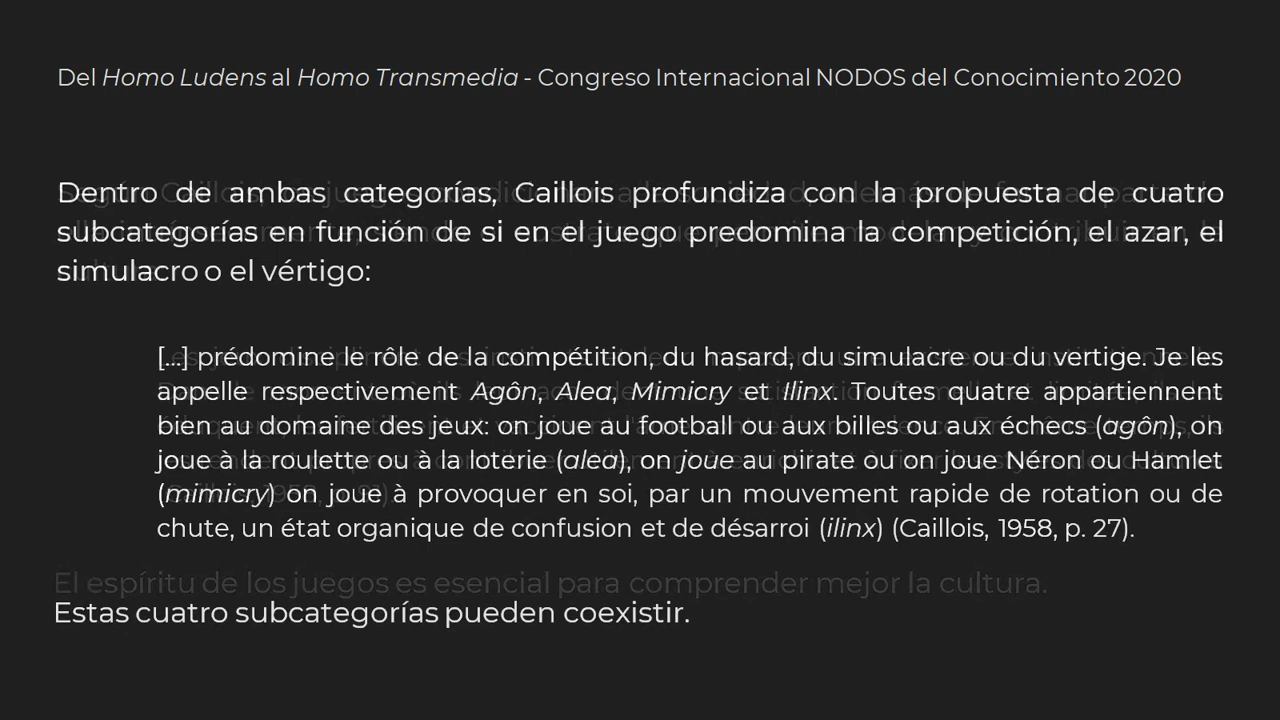 Del Homo Ludens al Homo Transmedia - Congreso Internacional NODOS del Conocimiento 2020
Dentro de ambas categorías, Caillois profundiza con la propuesta de cuatro
subcategorías en función de si en el juego predomina la competición, el azar, el
simulacro o el vértigo:
[...] prédomine le rôle de la compétition, du hasard, du simulacre ou du vertige. Je les
appelle respectivement Agôn, Alea, Mimicry et Ilinx. Toutes quatre appartiennent
bien au domaine des jeux: on joue au football ou aux billes ou aux échecs (agôn), on
joue à la roulette ou à la loterie (alea), on joue au pirate ou on joue Néron ou Hamlet
(mimicry) on joue à provoquer en soi, par un mouvement rapide de rotation ou de
chute, un état organique de confusion et de désarroi (ilinx) (Caillois, 1958, p. 27).
El espíritu de los juegos es esencial para comprender mejor la cultura.
Estas cuatro subcategorías pueden coexistir.